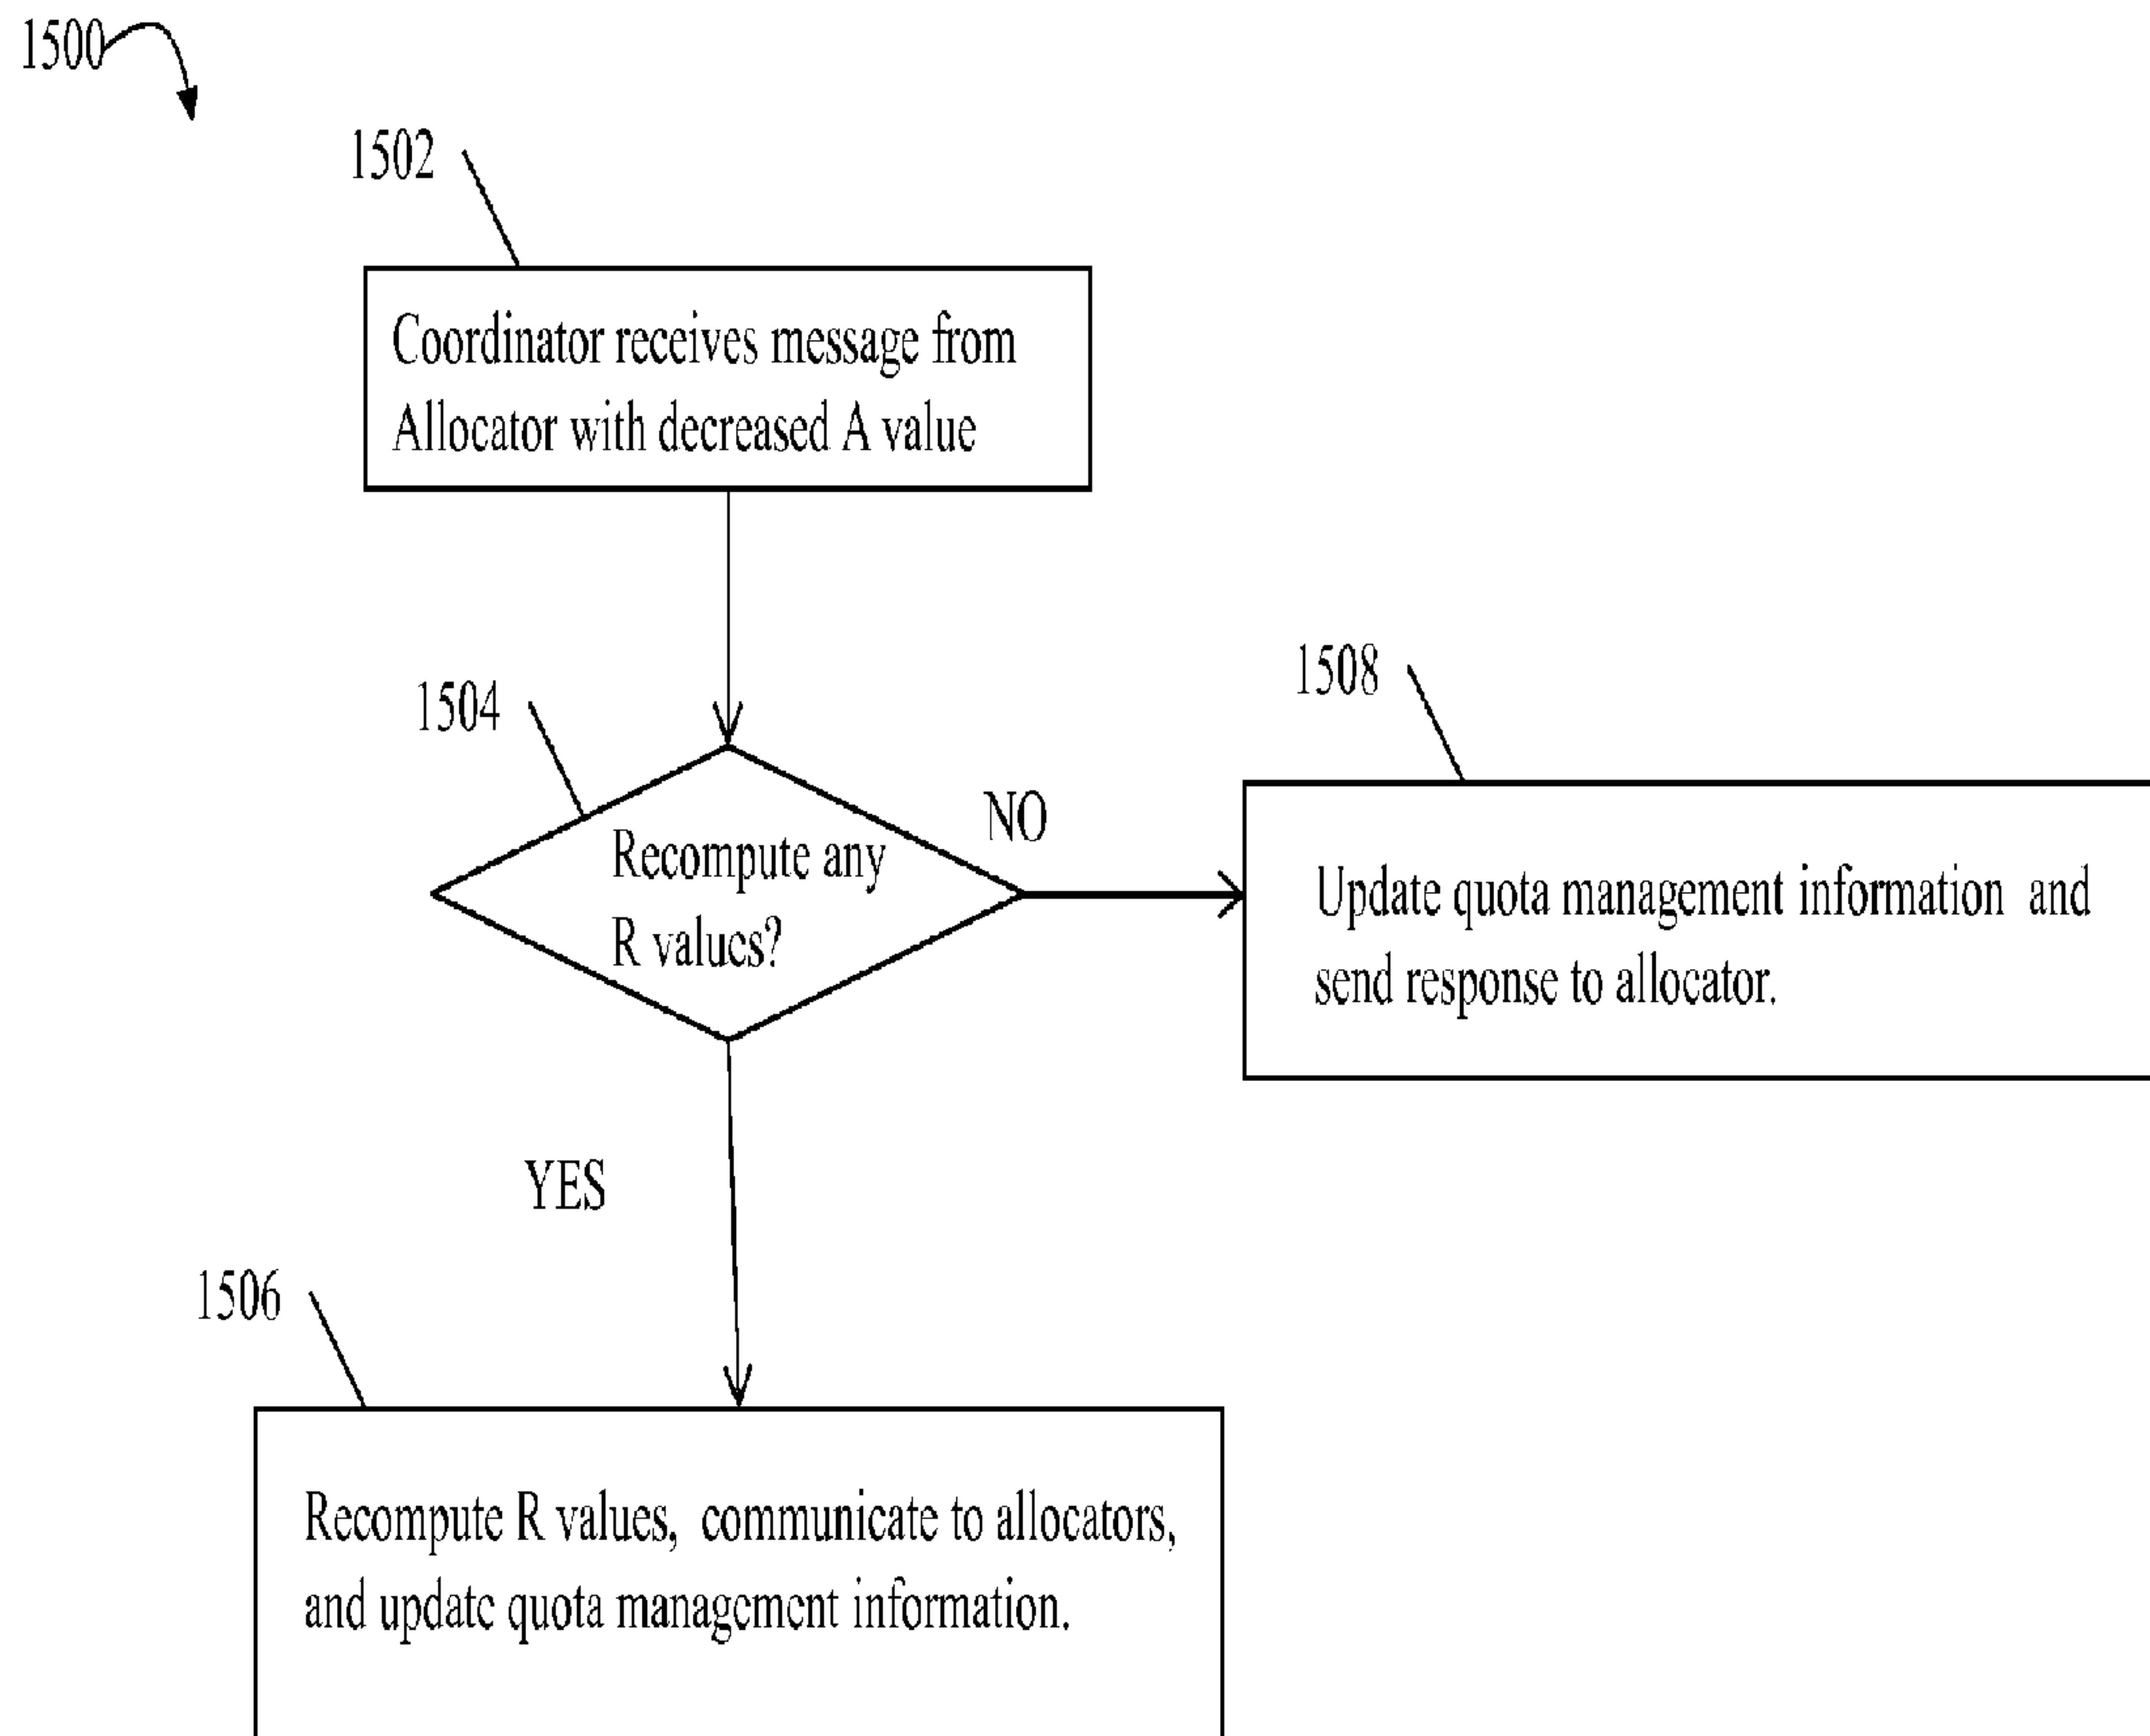 1500
1502
Coordinator receives message from
Allocator with decreased A value
1504
Recompute any
R values?
NO
1508
Update quota management information and
send response to allocator.
YES
1506
Recompute R values, communicate to allocators,
and update quota management information.